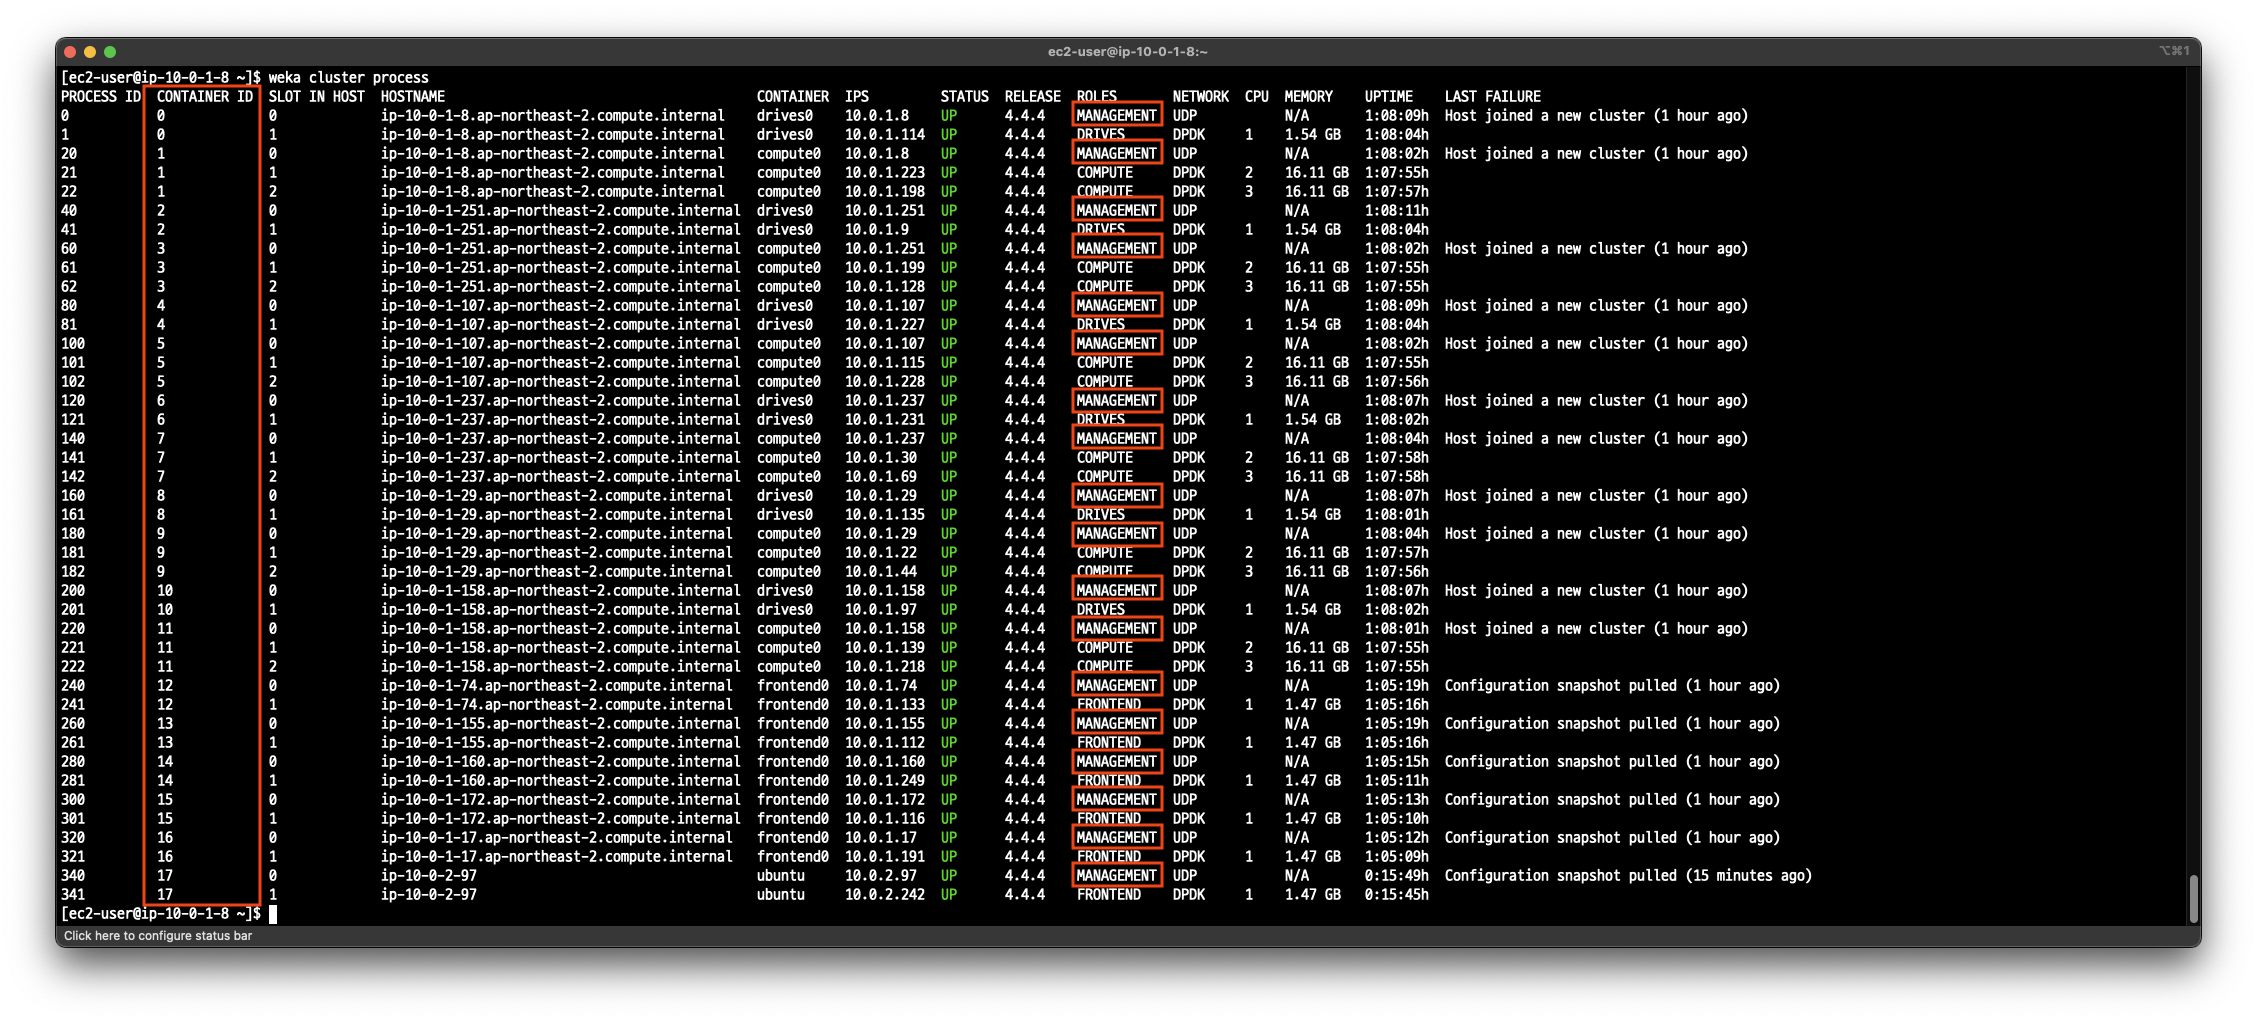 ec2-user@ip-10-0-1-8:~ ⌥⌘1
[ec2-user@ip-10-0-1-8 ~]$ weka cluster process
PROCESS ID CONTAINER ID SLOT IN HOST HOSTNAME CONTAINER IPS STATUS RELEASE ROLES NETWORK CPU MEMORY UPTIME LAST FAILURE
0 0 0 ip-10-0-1-8.ap-northeast-2.compute.internal drives0 10.0.1.8 UP 4.4.4 MANAGEMENT UDP N/A 1:08:09h Host joined a new cluster (1 hour ago)
1 0 1 ip-10-0-1-8.ap-northeast-2.compute.internal drives0 10.0.1.114 UP 4.4.4 DRIVES DPDK 1 1.54 GB 1:08:04h
20 1 0 ip-10-0-1-8.ap-northeast-2.compute.internal compute0 10.0.1.8 UP 4.4.4 MANAGEMENT UDP N/A 1:08:02h Host joined a new cluster (1 hour ago)
21 1 1 ip-10-0-1-8.ap-northeast-2.compute.internal compute0 10.0.1.223 UP 4.4.4 COMPUTE DPDK 2 16.11 GB 1:07:55h
22 1 2 ip-10-0-1-8.ap-northeast-2.compute.internal compute0 10.0.1.198 UP 4.4.4 COMPUTE DPDK 3 16.11 GB 1:07:57h
40 2 0 ip-10-0-1-251.ap-northeast-2.compute.internal drives0 10.0.1.251 UP 4.4.4 MANAGEMENT UDP N/A 1:08:11h
41 2 1 ip-10-0-1-251.ap-northeast-2.compute.internal drives0 10.0.1.9 UP 4.4.4 DRIVES DPDK 1 1.54 GB 1:08:04h
60 3 0 ip-10-0-1-251.ap-northeast-2.compute.internal compute0 10.0.1.251 UP 4.4.4 MANAGEMENT UDP N/A 1:08:02h Host joined a new cluster (1 hour ago)
61 3 1 ip-10-0-1-251.ap-northeast-2.compute.internal compute0 10.0.1.199 UP 4.4.4 COMPUTE DPDK 2 16.11 GB 1:07:55h
62 3 2 ip-10-0-1-251.ap-northeast-2.compute.internal compute0 10.0.1.128 UP 4.4.4 COMPUTE DPDK 3 16.11 GB 1:07:55h
80 4 0 ip-10-0-1-107.ap-northeast-2.compute.internal drives0 10.0.1.107 UP 4.4.4 MANAGEMENT UDP N/A 1:08:09h Host joined a new cluster (1 hour ago)
81 4 1 ip-10-0-1-107.ap-northeast-2.compute.internal drives0 10.0.1.227 UP 4.4.4 DRIVES DPDK 1 1.54 GB 1:08:04h
100 5 0 ip-10-0-1-107.ap-northeast-2.compute.internal compute0 10.0.1.107 UP 4.4.4 MANAGEMENT UDP N/A 1:08:02h Host joined a new cluster (1 hour ago)
101 5 1 ip-10-0-1-107.ap-northeast-2.compute.internal compute0 10.0.1.115 UP 4.4.4 COMPUTE DPDK 2 16.11 GB 1:07:55h
102 5 2 ip-10-0-1-107.ap-northeast-2.compute.internal compute0 10.0.1.228 UP 4.4.4 COMPUTE DPDK 3 16.11 GB 1:07:56h
120 6 0 ip-10-0-1-237.ap-northeast-2.compute.internal drives0 10.0.1.237 UP 4.4.4 MANAGEMENT UDP N/A 1:08:07h Host joined a new cluster (1 hour ago)
121 6 1 ip-10-0-1-237.ap-northeast-2.compute.internal drives0 10.0.1.231 UP 4.4.4 DRIVES DPDK 1 1.54 GB 1:08:02h
140 7 0 ip-10-0-1-237.ap-northeast-2.compute.internal compute0 10.0.1.237 UP 4.4.4 MANAGEMENT UDP N/A 1:08:04h Host joined a new cluster (1 hour ago)
141 7 1 ip-10-0-1-237.ap-northeast-2.compute.internal compute0 10.0.1.30 UP 4.4.4 COMPUTE DPDK 2 16.11 GB 1:07:58h
142 7 2 ip-10-0-1-237.ap-northeast-2.compute.internal compute0 10.0.1.69 UP 4.4.4 COMPUTE DPDK 3 16.11 GB 1:07:58h
160 8 0 ip-10-0-1-29.ap-northeast-2.compute.internal drives0 10.0.1.29 UP 4.4.4 MANAGEMENT UDP N/A 1:08:07h Host joined a new cluster (1 hour ago)
161 8 1 ip-10-0-1-29.ap-northeast-2.compute.internal drives0 10.0.1.135 UP 4.4.4 DRIVES DPDK 1 1.54 GB 1:08:01h
180 9 0 ip-10-0-1-29.ap-northeast-2.compute.internal compute0 10.0.1.29 UP 4.4.4 MANAGEMENT UDP N/A 1:08:04h Host joined a new cluster (1 hour ago)
181 9 1 ip-10-0-1-29.ap-northeast-2.compute.internal compute0 10.0.1.22 UP 4.4.4 COMPUTE DPDK 2 16.11 GB 1:07:57h
182 9 2 ip-10-0-1-29.ap-northeast-2.compute.internal compute0 10.0.1.44 UP 4.4.4 COMPUTE DPDK 3 16.11 GB 1:07:56h
200 10 0 ip-10-0-1-158.ap-northeast-2.compute.internal drives0 10.0.1.158 UP 4.4.4 MANAGEMENT UDP N/A 1:08:07h Host joined a new cluster (1 hour ago)
201 10 1 ip-10-0-1-158.ap-northeast-2.compute.internal drives0 10.0.1.97 UP 4.4.4 DRIVES DPDK 1 1.54 GB 1:08:02h
220 11 0 ip-10-0-1-158.ap-northeast-2.compute.internal compute0 10.0.1.158 UP 4.4.4 MANAGEMENT UDP N/A 1:08:01h Host joined a new cluster (1 hour ago)
221 11 1 ip-10-0-1-158.ap-northeast-2.compute.internal compute0 10.0.1.139 UP 4.4.4 COMPUTE DPDK 2 16.11 GB 1:07:55h
222 11 2 ip-10-0-1-158.ap-northeast-2.compute.internal compute0 10.0.1.218 UP 4.4.4 COMPUTE DPDK 3 16.11 GB 1:07:55h
240 12 0 ip-10-0-1-74.ap-northeast-2.compute.internal frontend0 10.0.1.74 UP 4.4.4 MANAGEMENT UDP N/A 1:05:19h Configuration snapshot pulled (1 hour ago)
241 12 1 ip-10-0-1-74.ap-northeast-2.compute.internal frontend0 10.0.1.133 UP 4.4.4 FRONTEND DPDK 1 1.47 GB 1:05:16h
260 13 0 ip-10-0-1-155.ap-northeast-2.compute.internal frontend0 10.0.1.155 UP 4.4.4 MANAGEMENT UDP N/A 1:05:19h Configuration snapshot pulled (1 hour ago)
261 13 1 ip-10-0-1-155.ap-northeast-2.compute.internal frontend0 10.0.1.112 UP 4.4.4 FRONTEND DPDK 1 1.47 GB 1:05:16h
280 14 0 ip-10-0-1-160.ap-northeast-2.compute.internal frontend0 10.0.1.160 UP 4.4.4 MANAGEMENT UDP N/A 1:05:15h Configuration snapshot pulled (1 hour ago)
281 14 1 ip-10-0-1-160.ap-northeast-2.compute.internal frontend0 10.0.1.249 UP 4.4.4 FRONTEND DPDK 1 1.47 GB 1:05:11h
300 15 0 ip-10-0-1-172.ap-northeast-2.compute.internal frontend0 10.0.1.172 UP 4.4.4 MANAGEMENT UDP N/A 1:05:13h Configuration snapshot pulled (1 hour ago)
301 15 1 ip-10-0-1-172.ap-northeast-2.compute.internal frontend0 10.0.1.116 UP 4.4.4 FRONTEND DPDK 1 1.47 GB 1:05:10h
320 16 0 ip-10-0-1-17.ap-northeast-2.compute.internal frontend0 10.0.1.17 UP 4.4.4 MANAGEMENT UDP N/A 1:05:12h Configuration snapshot pulled (1 hour ago)
321 16 1 ip-10-0-1-17.ap-northeast-2.compute.internal frontend0 10.0.1.191 UP 4.4.4 FRONTEND DPDK 1 1.47 GB 1:05:09h
340 17 0 ip-10-0-2-97 ubuntu 10.0.2.97 UP 4.4.4 MANAGEMENT UDP N/A 0:15:49h Configuration snapshot pulled (15 minutes ago)
341 17 1 ip-10-0-2-97 ubuntu 10.0.2.242 UP 4.4.4 FRONTEND DPDK 1 1.47 GB 0:15:45h
[ec2-user@ip-10-0-1-8 ~]$
Click here to configure status bar